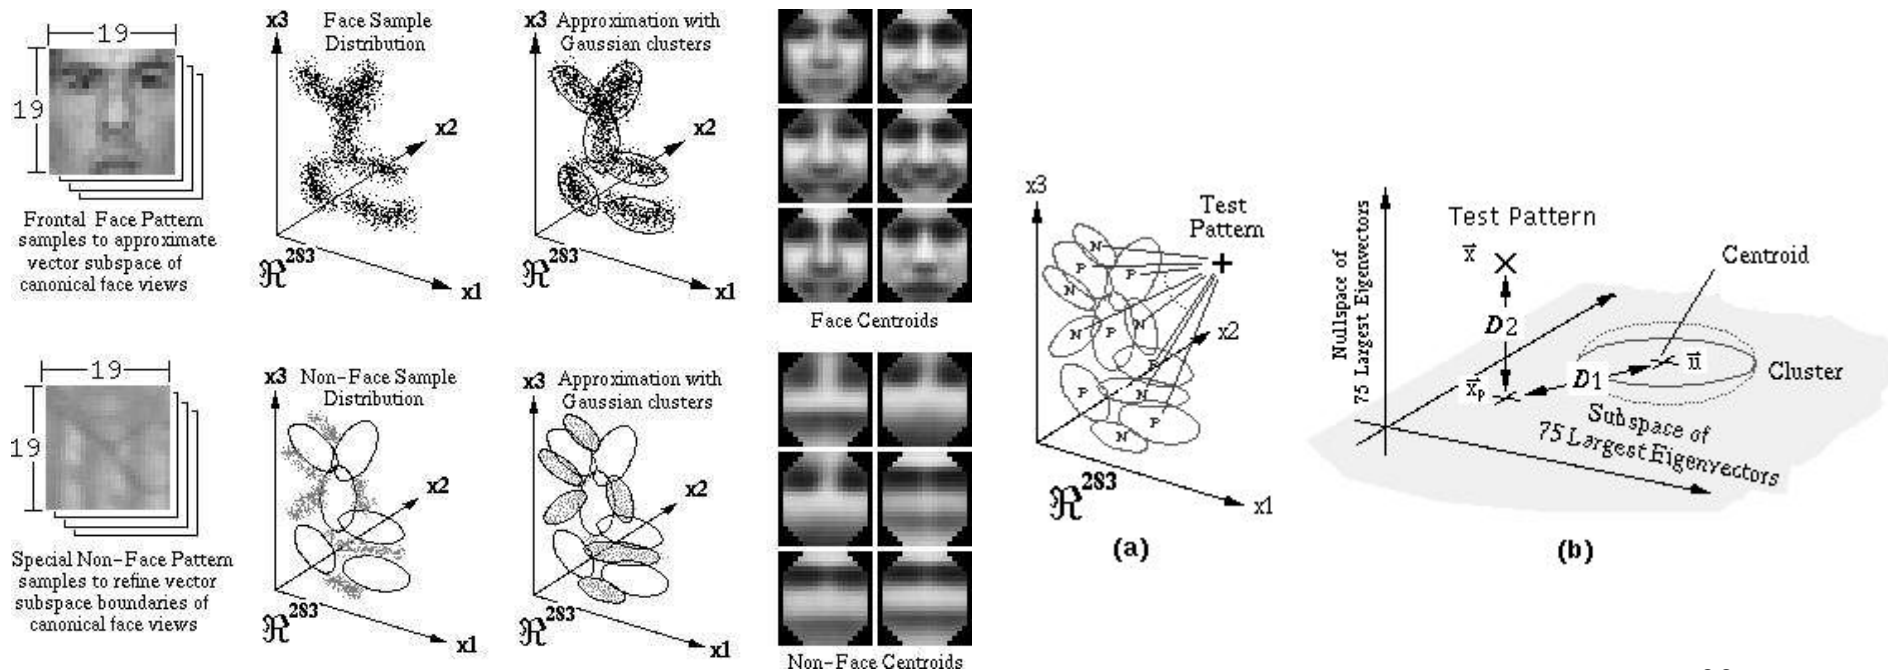 19
19
Frontal Face Pattern
samples to approximate
vector subspace of
canonical face views
x3
Face Sample
Distribution
x2
ℜ²⁸³
x1
x3
Approximation with
Gaussian clusters
x2
ℜ²⁸³
x1
Face Centroids
19
19
Special Non-Face Pattern
samples to refine vector
subspace boundaries of
canonical face views
x3
Non-Face Sample
Distribution
x2
ℜ²⁸³
x1
x3
Approximation with
Gaussian clusters
x2
ℜ²⁸³
x1
Non-Face Centroids
x3
Test
Pattern
N
P
P
N
N
P
N
x2
P
P
N
P
N
ℜ²⁸³
x1
(a)
Nullspace of
75 Largest Eigenvectors
Test Pattern
x⃗
Centroid
D2
x⃗p
D1
u⃗
Cluster
Subspace of
75 Largest Eigenvectors
(b)